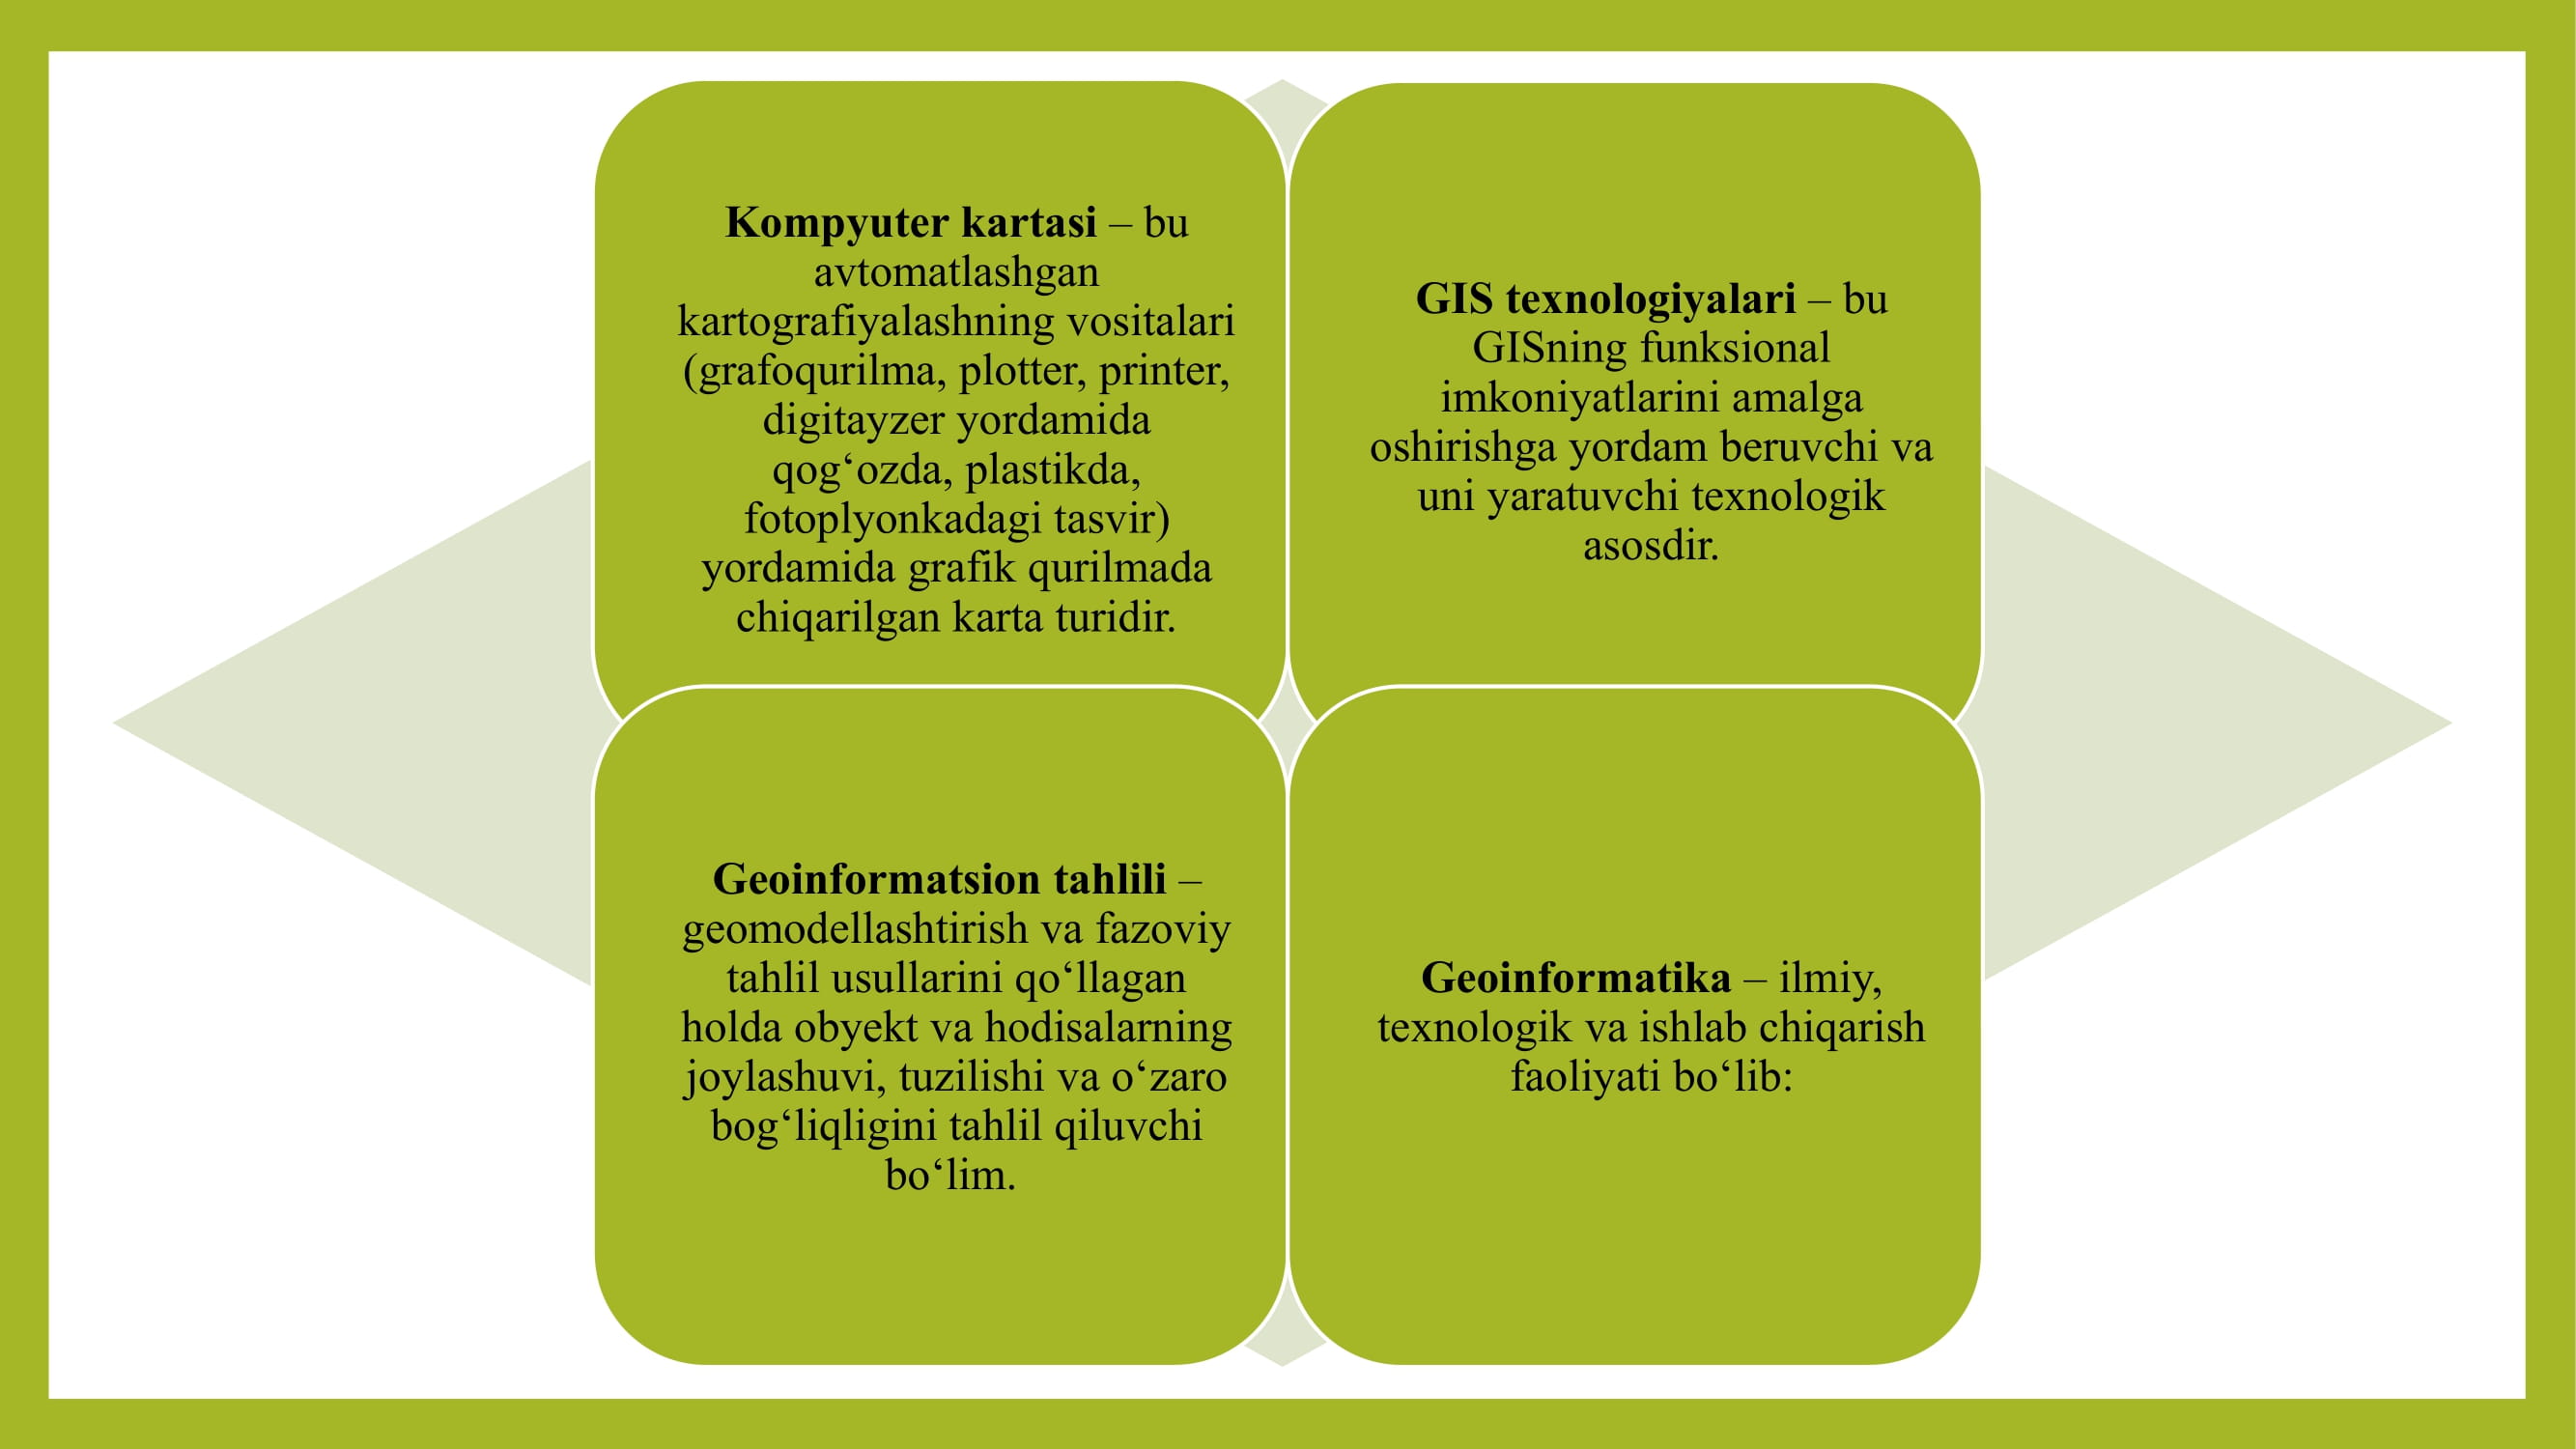 Kompyuter kartasi – bu
avtomatlashgan
kartografiyalashning vositalari
(grafoqurilma, plotter, printer,
digitayzer yordamida
qog‘ozda, plastikda,
fotoplyonkadagi tasvir)
yordamida grafik qurilmada
chiqarilgan karta turidir.
GIS texnologiyalari – bu
GISning funksional
imkoniyatlarini amalga
oshirishga yordam beruvchi va
uni yaratuvchi texnologik
asosdir.
Geoinformatsion tahlili –
geomodellashtirish va fazoviy
tahlil usullarini qo‘llagan
holda obyekt va hodisalarning
joylashuvi, tuzilishi va o‘zaro
bog‘liqligini tahlil qiluvchi
bo‘lim.
Geoinformatika – ilmiy,
texnologik va ishlab chiqarish
faoliyati bo‘lib: